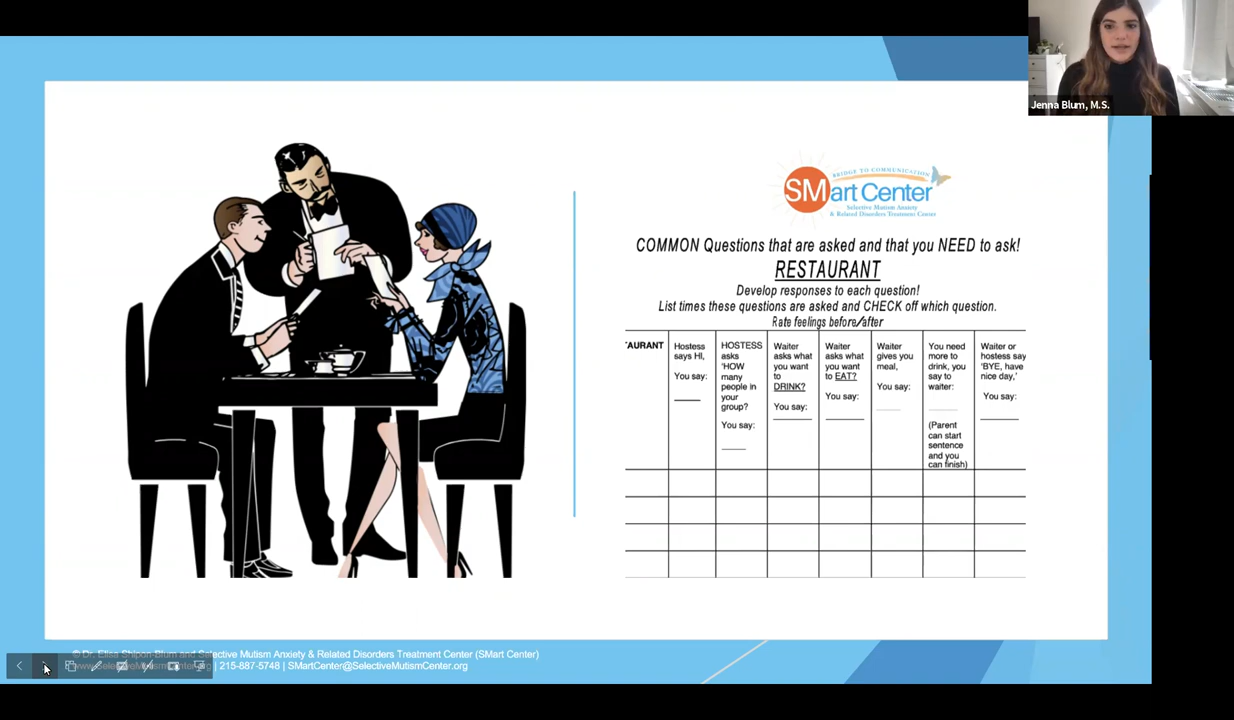 Jenna Blum, M.S.
BRIDGE TO COMMUNICATION
SMart Center
Selective Mutism Anxiety
& Related Disorders Treatment Center
COMMON Questions that are asked and that you NEED to ask!
RESTAURANT
Develop responses to each question!
List times these questions are asked and CHECK off which question.
Rate feelings before/after
AURANT
Hostess
says HI,
You say:
HOSTESS
asks
'HOW
many
people in
your
group?
You say:
Waiter
asks what
you want
to
DRINK?
You say:
Waiter
asks what
you want
to EAT?
You say:
Waiter
gives you
meal,
You say:
You need
more to
drink, you
say to
waiter:
(Parent
can start
sentence
and you
can finish)
Waiter or
hostess say
'BYE, have
nice day,'
You say:
© Dr. Elisa Shipon-Blum and Selective Mutism Anxiety & Related Disorders Treatment Center (SMart Center)
www.SelectiveMutismCenter.org | 215-887-5748 | SMartCenter@SelectiveMutismCenter.org